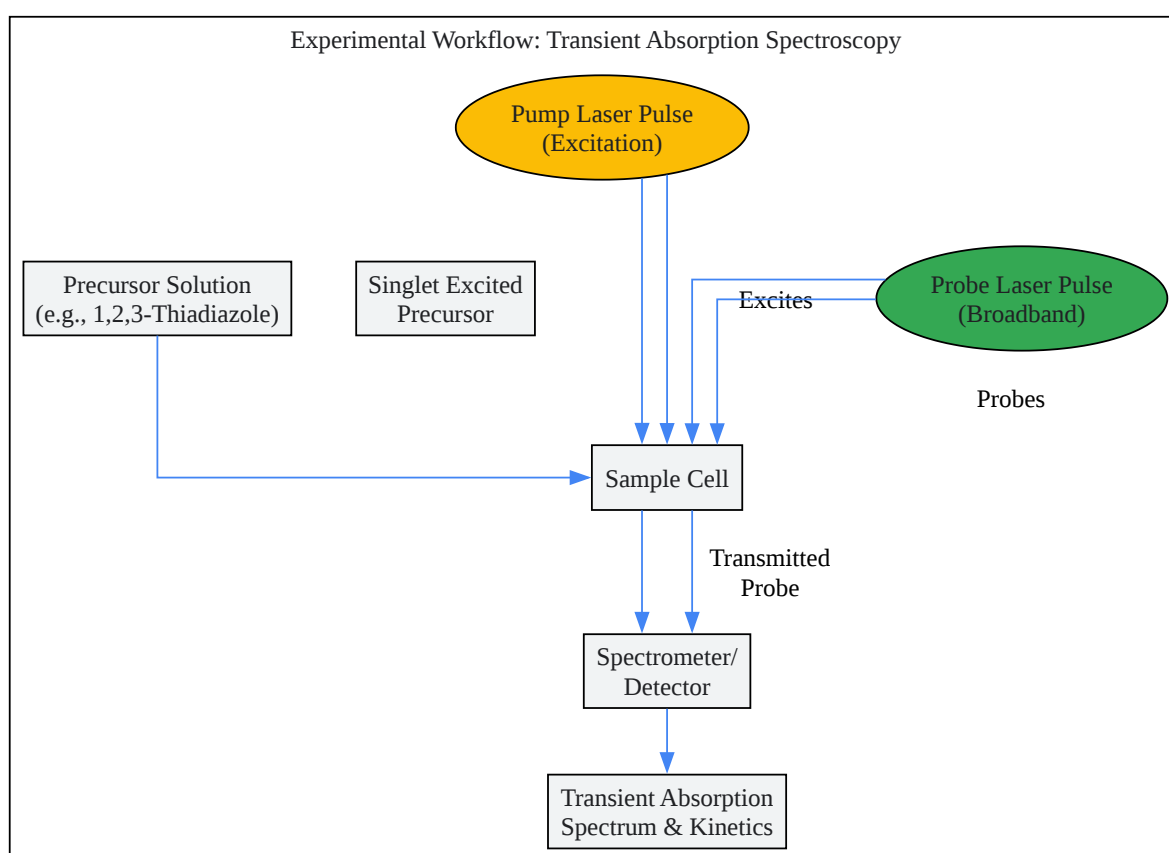 Experimental Workflow: Transient Absorption Spectroscopy
Pump Laser Pulse
(Excitation)
Precursor Solution
(e.g., 1,2,3-Thiadiazole)
Singlet Excited
Precursor
Excites
Probe Laser Pulse
(Broadband)
Probes
Sample Cell
Transmitted
Probe
Spectrometer/
Detector
Transient Absorption
Spectrum & Kinetics